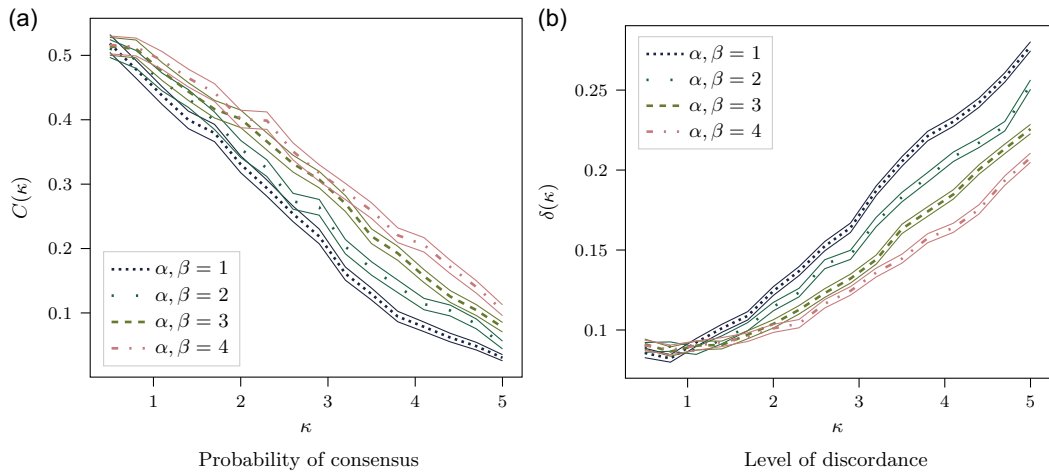 (a)
C(κ)
0.5
0.4
0.3
0.2
0.1
α, β = 1
α, β = 2
α, β = 3
α, β = 4
1 2 3 4 5
κ
Probability of consensus
(b)
δ(κ)
0.25
0.2
0.15
0.1
α, β = 1
α, β = 2
α, β = 3
α, β = 4
1 2 3 4 5
κ
Level of discordance